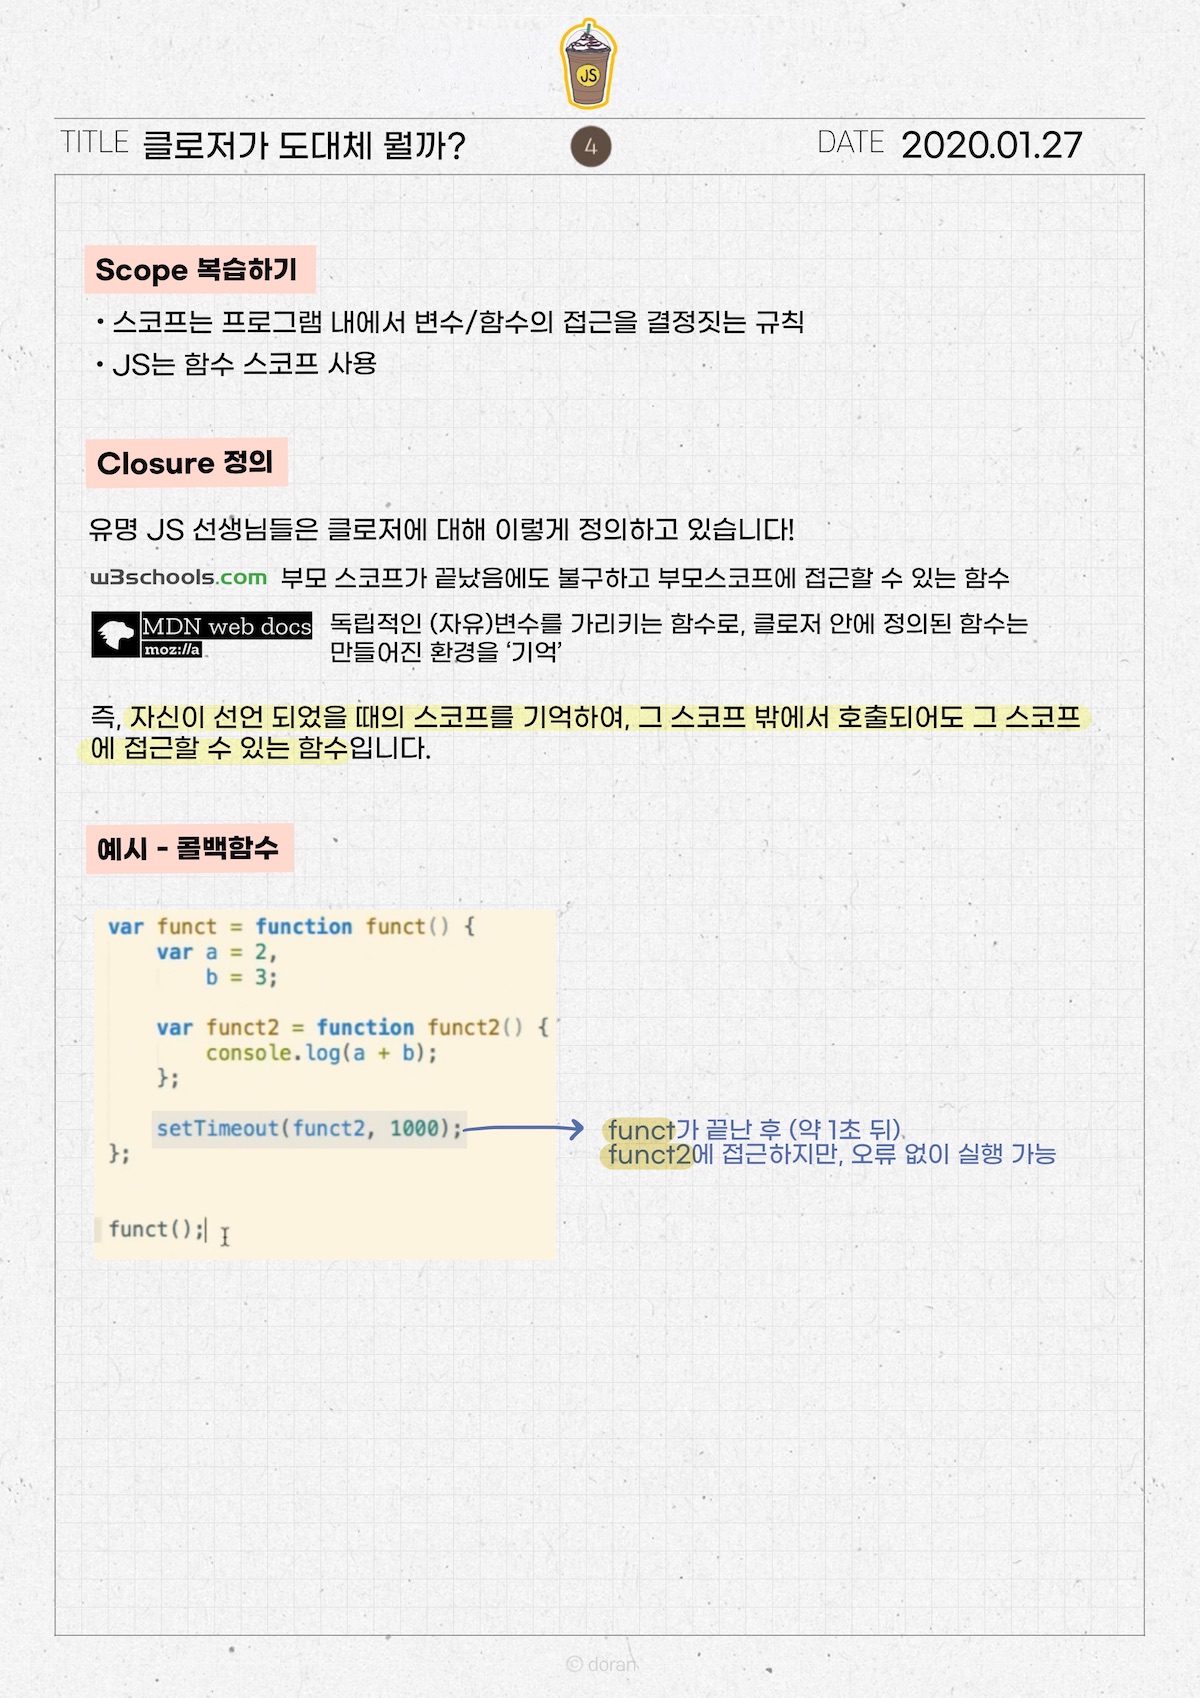 JS
TITLE 클로저가 도대체 뭘까? 4 DATE 2020.01.27
Scope 복습하기
• 스코프는 프로그램 내에서 변수/함수의 접근을 결정짓는 규칙
• JS는 함수 스코프 사용
Closure 정의
유명 JS 선생님들은 클로저에 대해 이렇게 정의하고 있습니다!
w3schools.com 부모 스코프가 끝났음에도 불구하고 부모스코프에 접근할 수 있는 함수
MDN web docs 독립적인 (자유)변수를 가리키는 함수로, 클로저 안에 정의된 함수는
moz://a 만들어진 환경을 ‘기억’
즉, 자신이 선언 되었을 때의 스코프를 기억하여, 그 스코프 밖에서 호출되어도 그 스코프
에 접근할 수 있는 함수입니다.
예시 - 콜백함수
var funct = function funct() {
var a = 2,
b = 3;
var funct2 = function funct2() {
console.log(a + b);
};
setTimeout(funct2, 1000);
};
funct();
funct가 끝난 후 (약 1초 뒤),
funct2에 접근하지만, 오류 없이 실행 가능
© doran